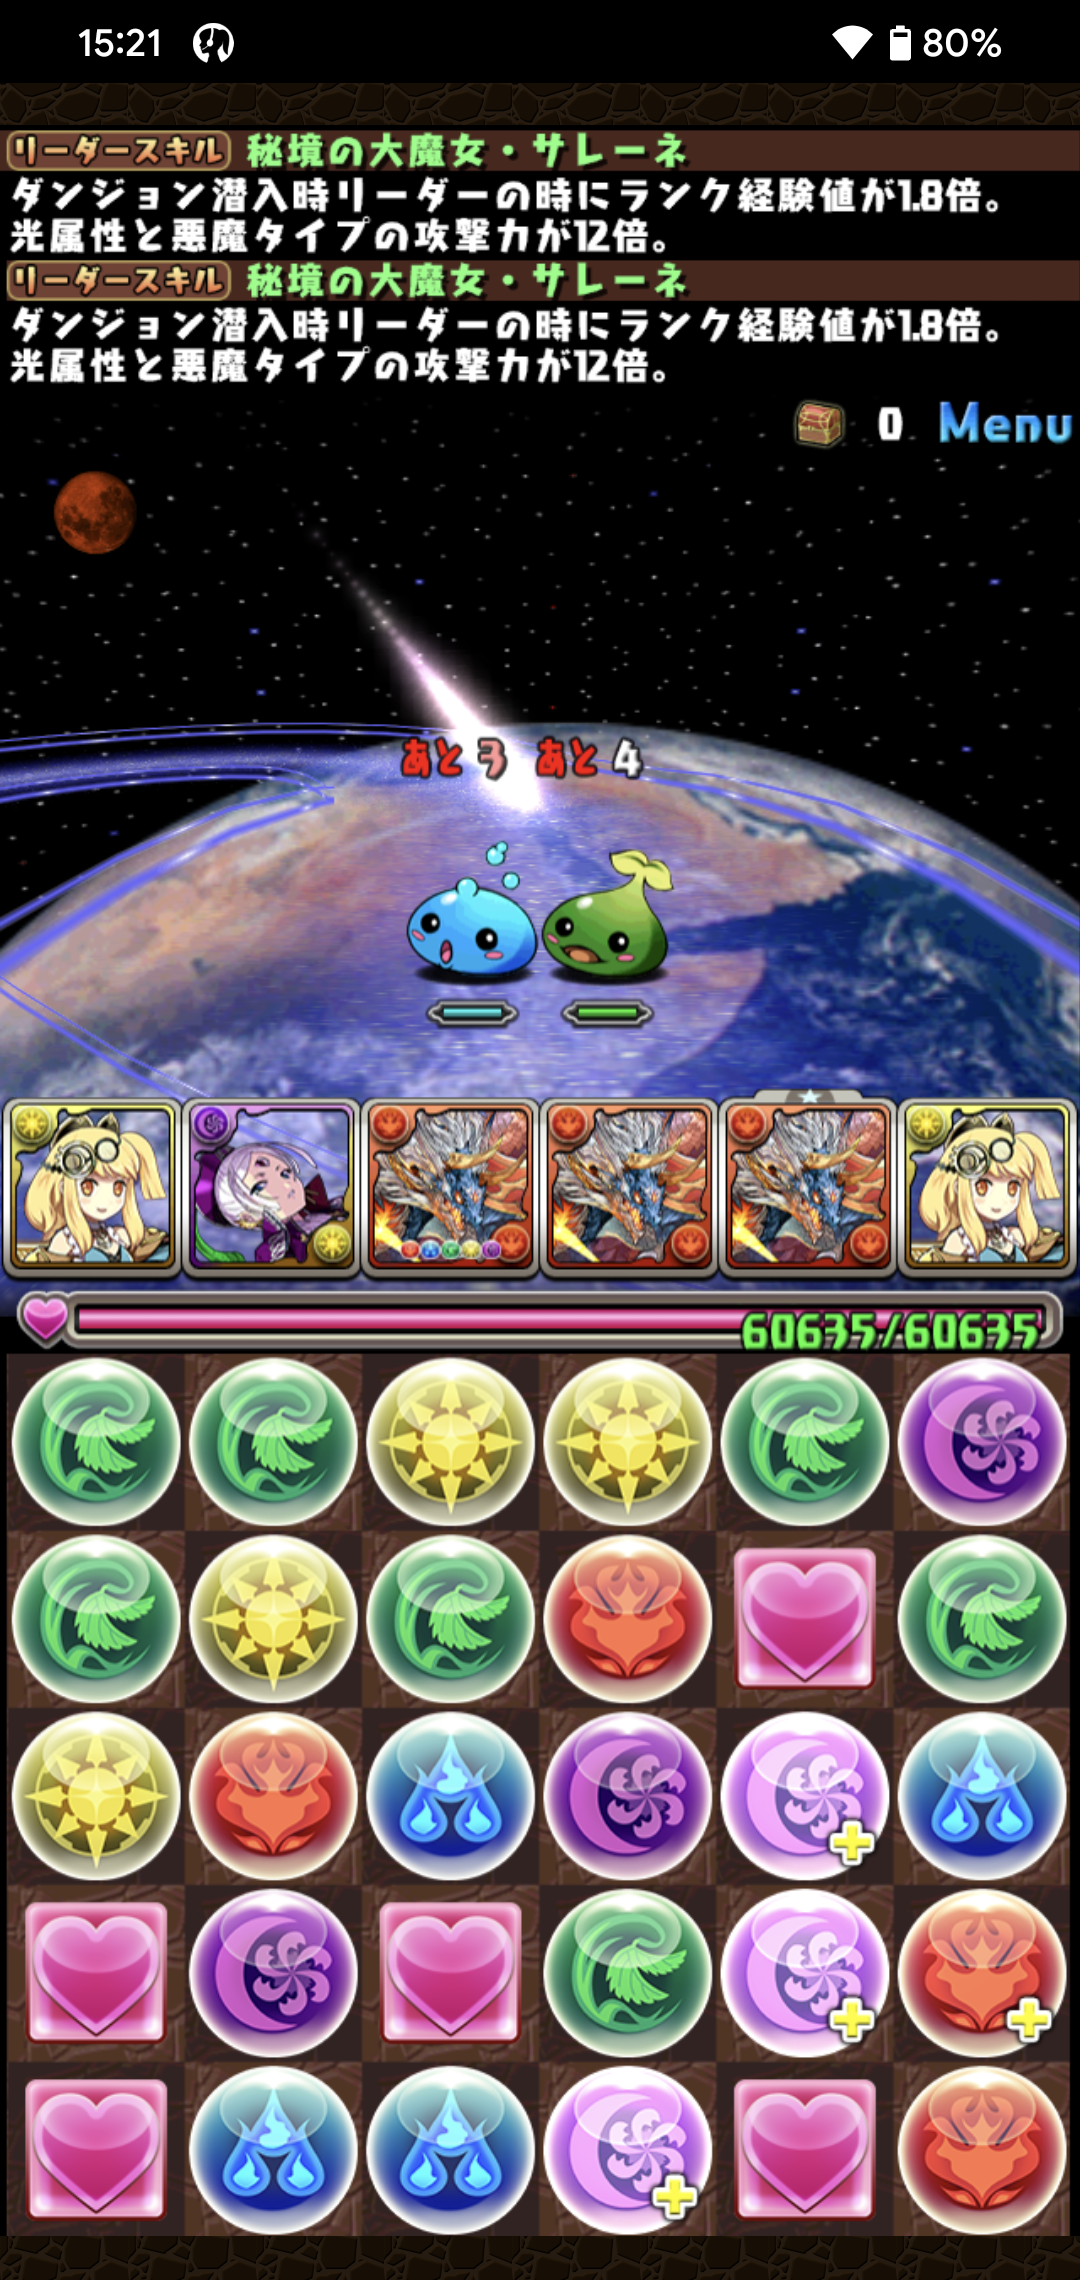 15:21
80%
リーダースキル 秘境の大魔女・サレーネ
ダンジョン潜入時リーダーの時にランク経験値が1.8倍。
光属性と悪魔タイプの攻撃力が12倍。
リーダースキル 秘境の大魔女・サレーネ
ダンジョン潜入時リーダーの時にランク経験値が1.8倍。
光属性と悪魔タイプの攻撃力が12倍。
0 Menu
あと 3 あと 4
60635/60635